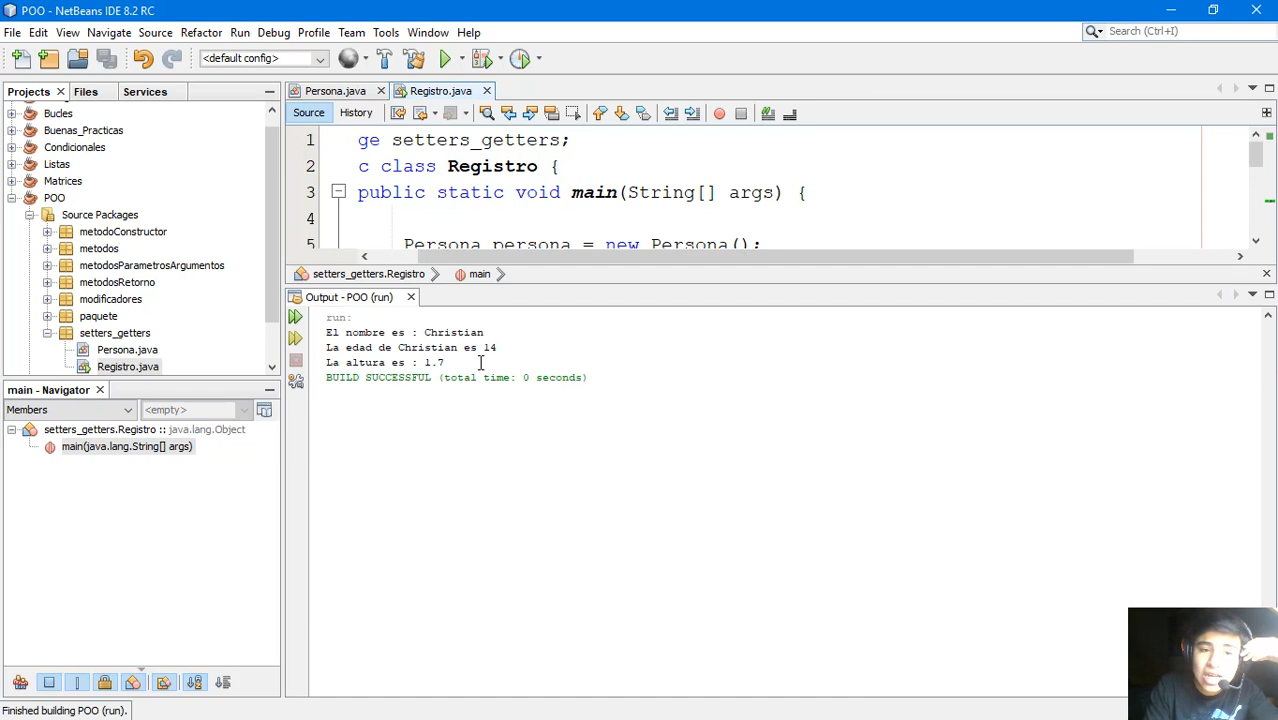 POO - NetBeans IDE 8.2 RC
File Edit View Navigate Source Refactor Run Debug Profile Team Tools Window Help
Search (Ctrl+I)
<default config>
Projects Files Services
Persona.java Registro.java
Source History
Bucles
Buenas_Practicas
Condicionales
Listas
Matrices
POO
Source Packages
metodoConstructor
metodos
metodosParametrosArgumentos
metodosRetorno
modificadores
paquete
setters_getters
Persona.java
Registro.java
1 ge setters_getters;
2 c class Registro {
3 public static void main(String[] args) {
4
5 Persona persona = new Persona();
setters_getters.Registro main
Output - POO (run)
run:
El nombre es : Christian
La edad de Christian es 14
La altura es : 1.7
BUILD SUCCESSFUL (total time: 0 seconds)
main - Navigator
Members <empty>
setters_getters.Registro :: java.lang.Object
main(java.lang.String[] args)
Finished building POO (run).